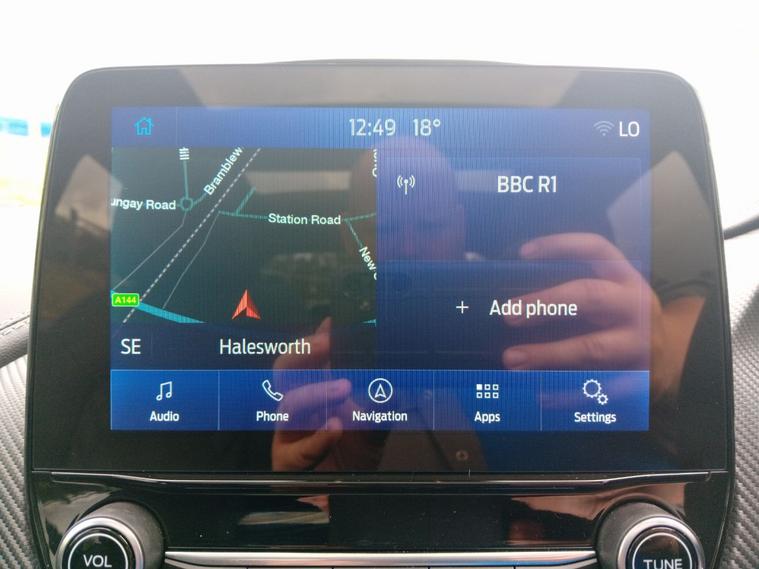 12:49 18° LO
Bramblew
ungay Road
Station Road
New
A144
SE Halesworth
BBC R1
+ Add phone
Audio Phone Navigation Apps Settings
VOL TUNE